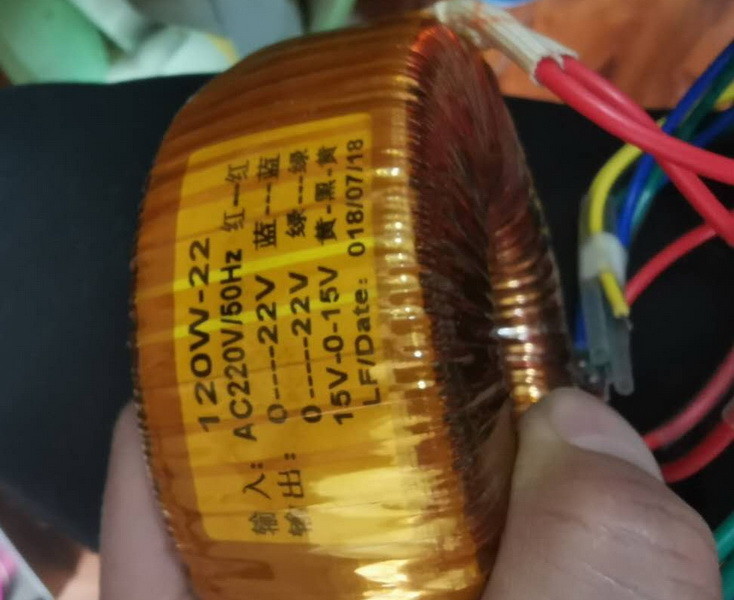 120W-22
输入: AC220V/50Hz 红—红
输出: 0----22V 蓝---蓝
0-----22V 绿---绿
15V-0-15V 黄-黑-黄
LF/Date: 018/07/18